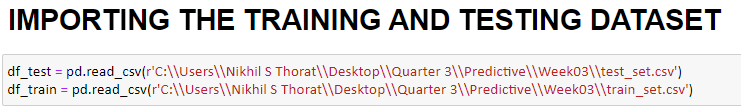 IMPORTING THE TRAINING AND TESTING DATASET
df_test = pd.read_csv(r'C:\\Users\\Nikhil S Thorat\\Desktop\\Quarter 3\\Predictive\\Week03\\test_set.csv')
df_train = pd.read_csv(r'C:\\Users\\Nikhil S Thorat\\Desktop\\Quarter 3\\Predictive\\Week03\\train_set.csv')